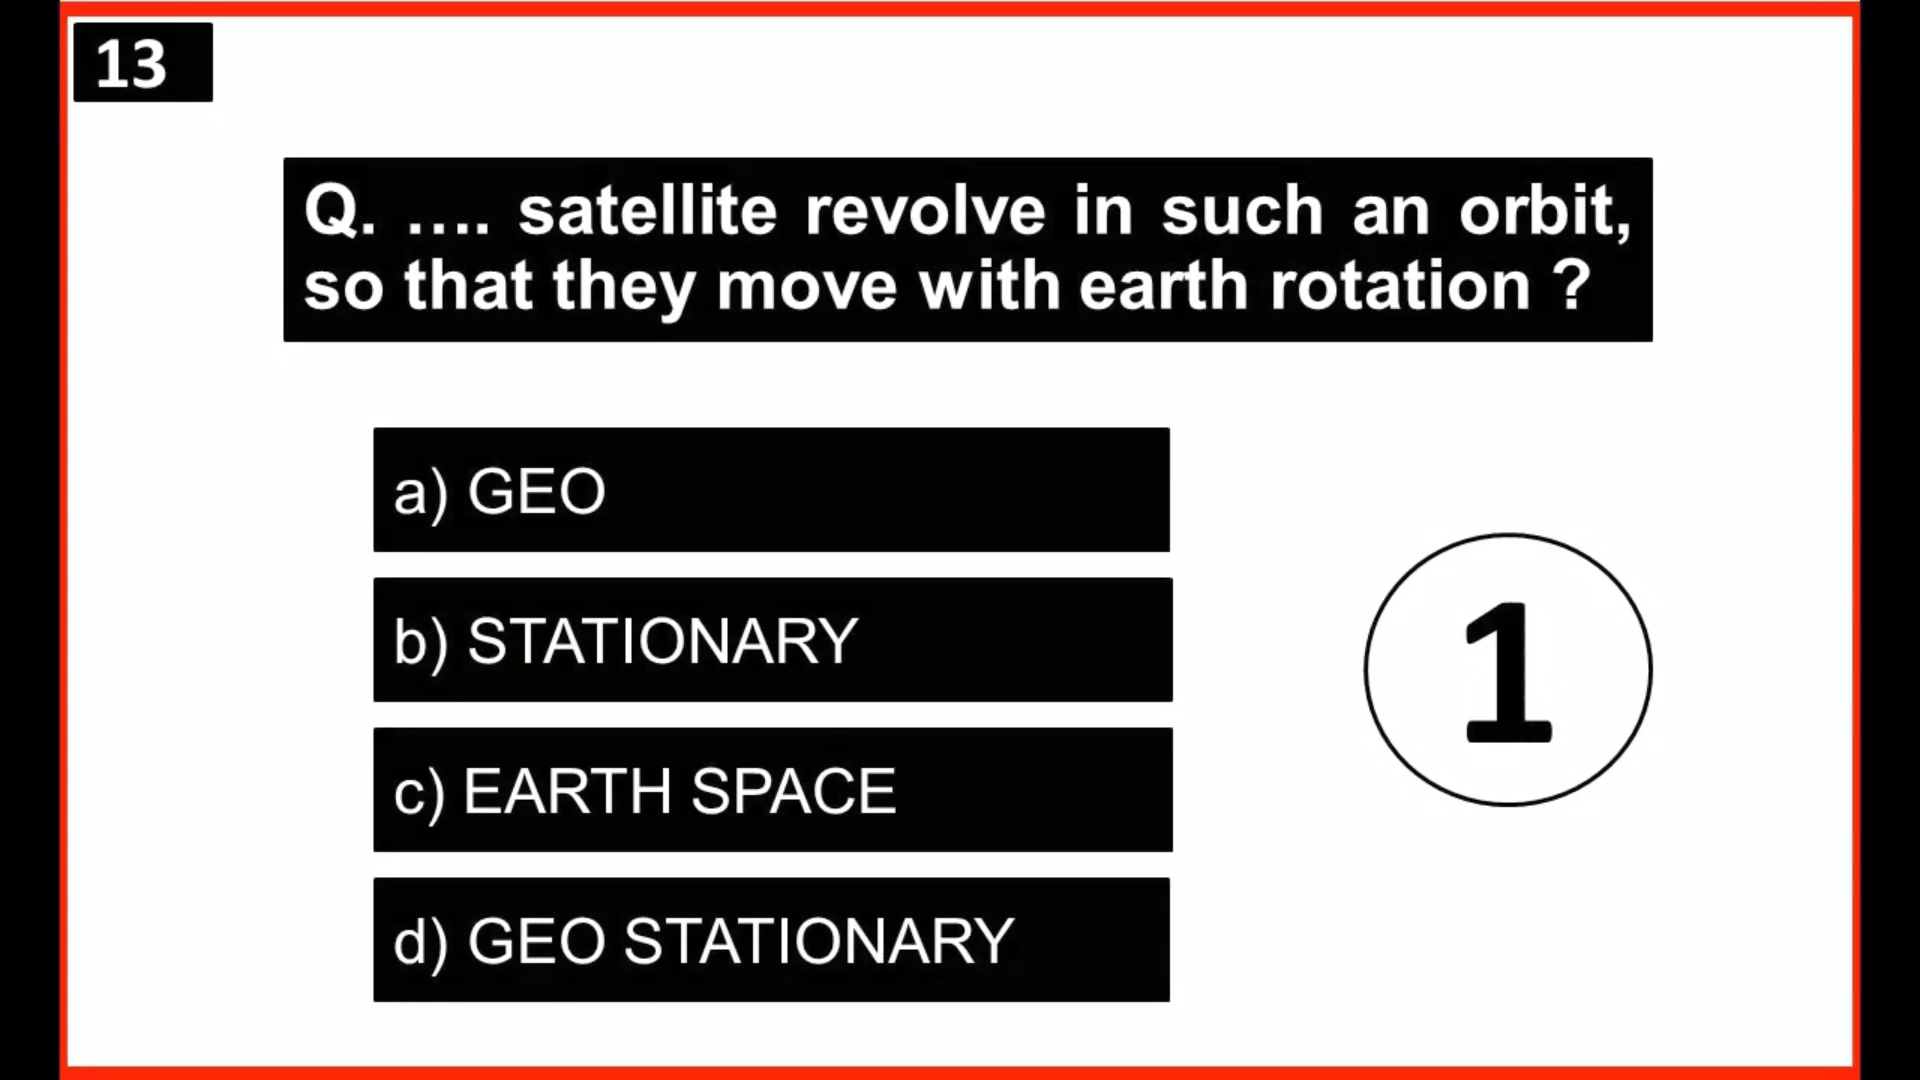 13
Q. .... satellite revolve in such an orbit,
so that they move with earth rotation ?
a) GEO
b) STATIONARY
c) EARTH SPACE
1
d) GEO STATIONARY